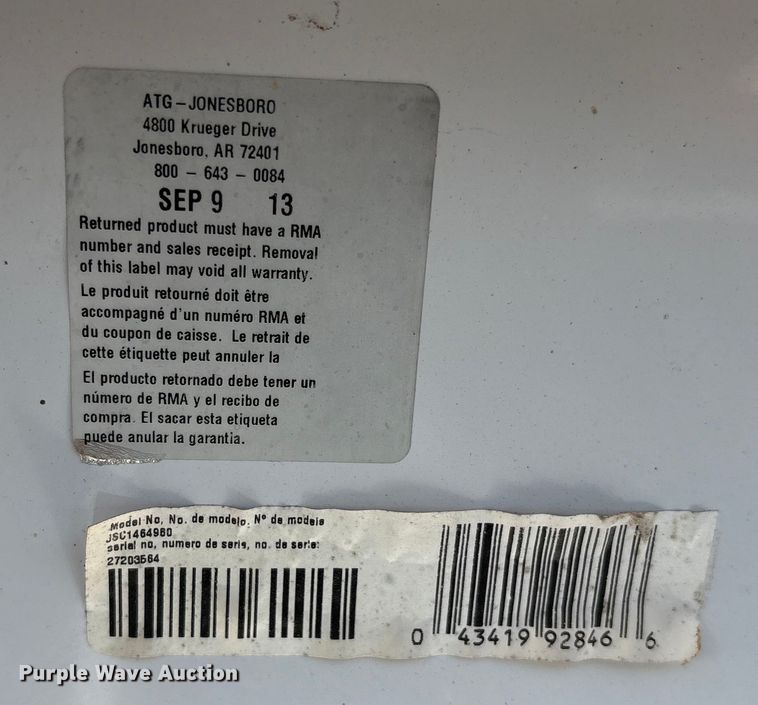 ATG-JONESBORO
4800 Krueger Drive
Jonesboro, AR 72401
800 - 643 - 0084
SEP 9 13
Returned product must have a RMA
number and sales receipt. Removal
of this label may void all warranty.
Le produit retourné doit être
accompagné d'un numéro RMA et
du coupon de caisse. Le retrait de
cette étiquette peut annuler la
El producto retornado debe tener un
número de RMA y el recibo de
compra. El sacar esta etiqueta
puede anular la garantia.
Model No, No. de modelo, N° de modele
JSC1464980
serial no, numero de serie, no. de serie:
27203564
0 43419 92846 6
Purple Wave Auction